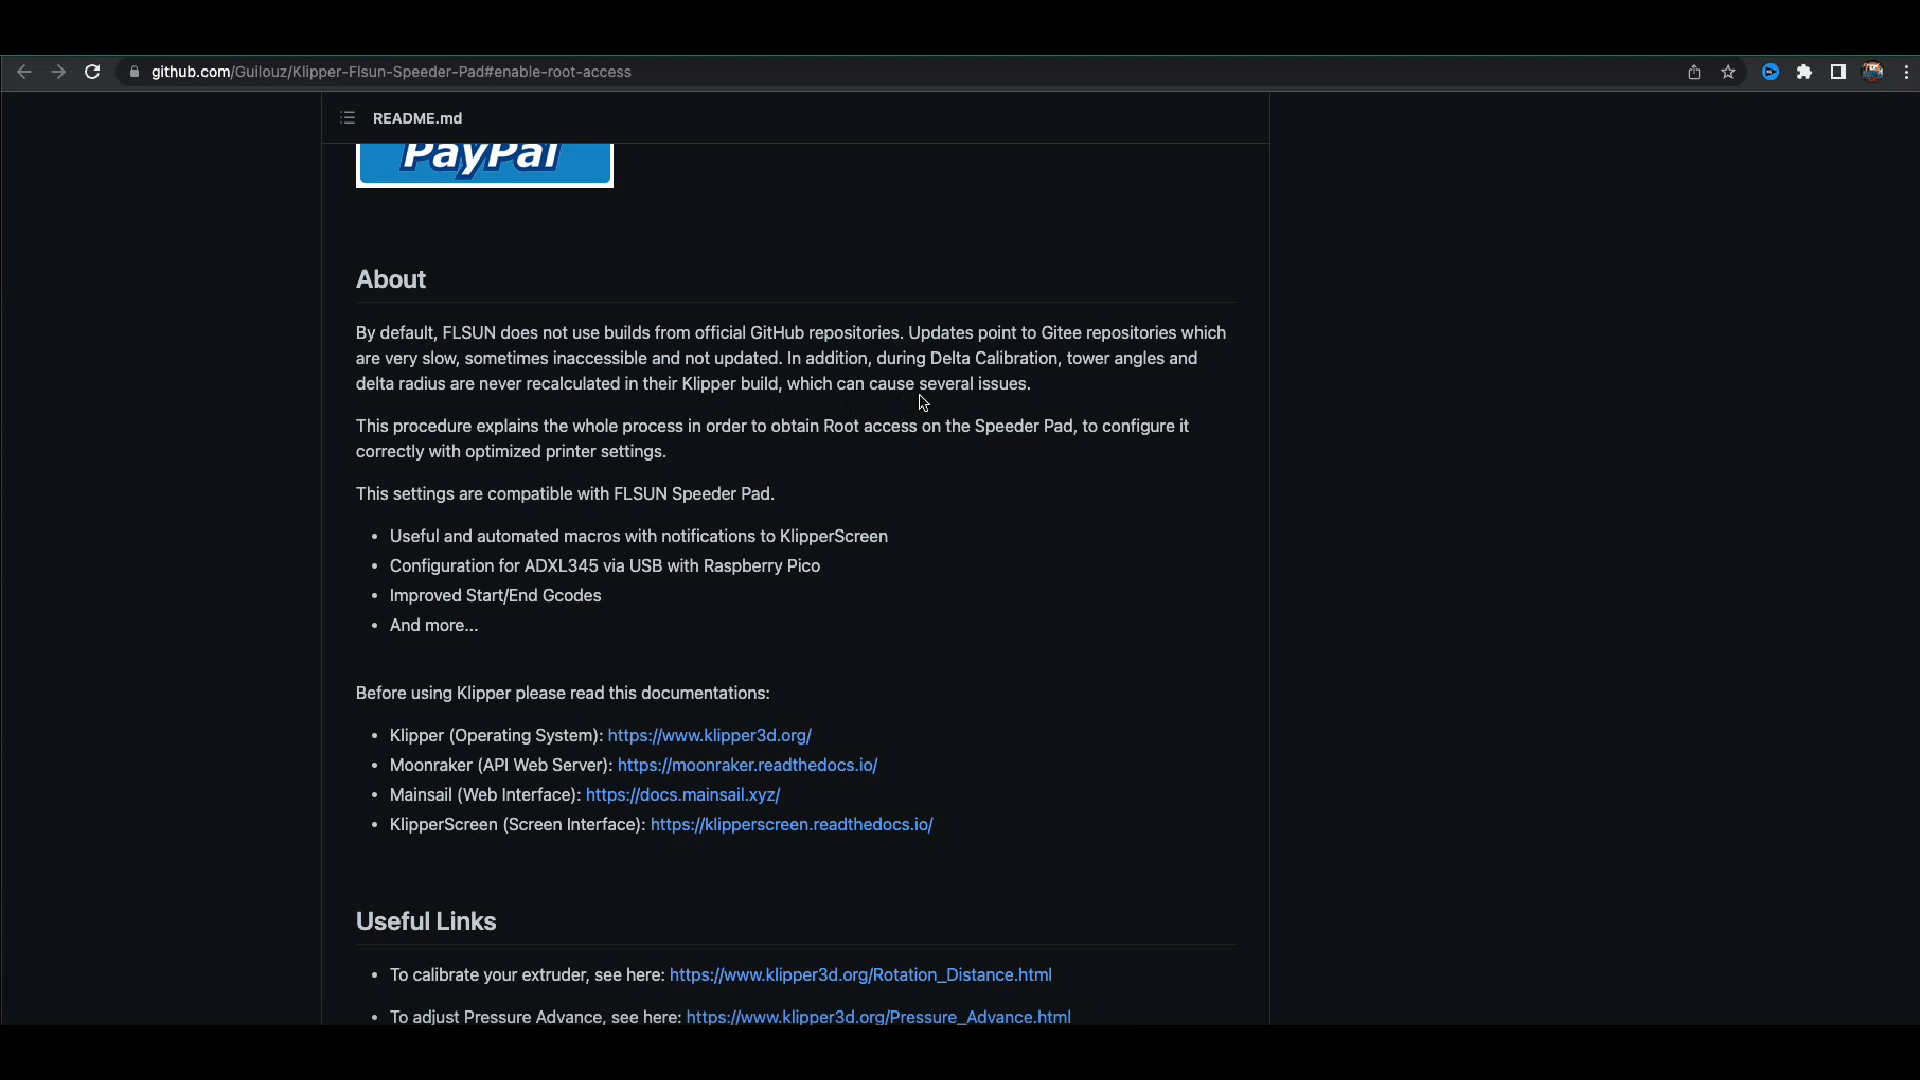 github.com/Guilouz/Klipper-Flsun-Speeder-Pad#enable-root-access
README.md
PayPal
About
By default, FLSUN does not use builds from official GitHub repositories. Updates point to Gitee repositories which
are very slow, sometimes inaccessible and not updated. In addition, during Delta Calibration, tower angles and
delta radius are never recalculated in their Klipper build, which can cause several issues.
This procedure explains the whole process in order to obtain Root access on the Speeder Pad, to configure it
correctly with optimized printer settings.
This settings are compatible with FLSUN Speeder Pad.
• Useful and automated macros with notifications to KlipperScreen
• Configuration for ADXL345 via USB with Raspberry Pico
• Improved Start/End Gcodes
• And more...
Before using Klipper please read this documentations:
• Klipper (Operating System): https://www.klipper3d.org/
• Moonraker (API Web Server): https://moonraker.readthedocs.io/
• Mainsail (Web Interface): https://docs.mainsail.xyz/
• KlipperScreen (Screen Interface): https://klipperscreen.readthedocs.io/
Useful Links
• To calibrate your extruder, see here: https://www.klipper3d.org/Rotation_Distance.html
• To adjust Pressure Advance, see here: https://www.klipper3d.org/Pressure_Advance.html